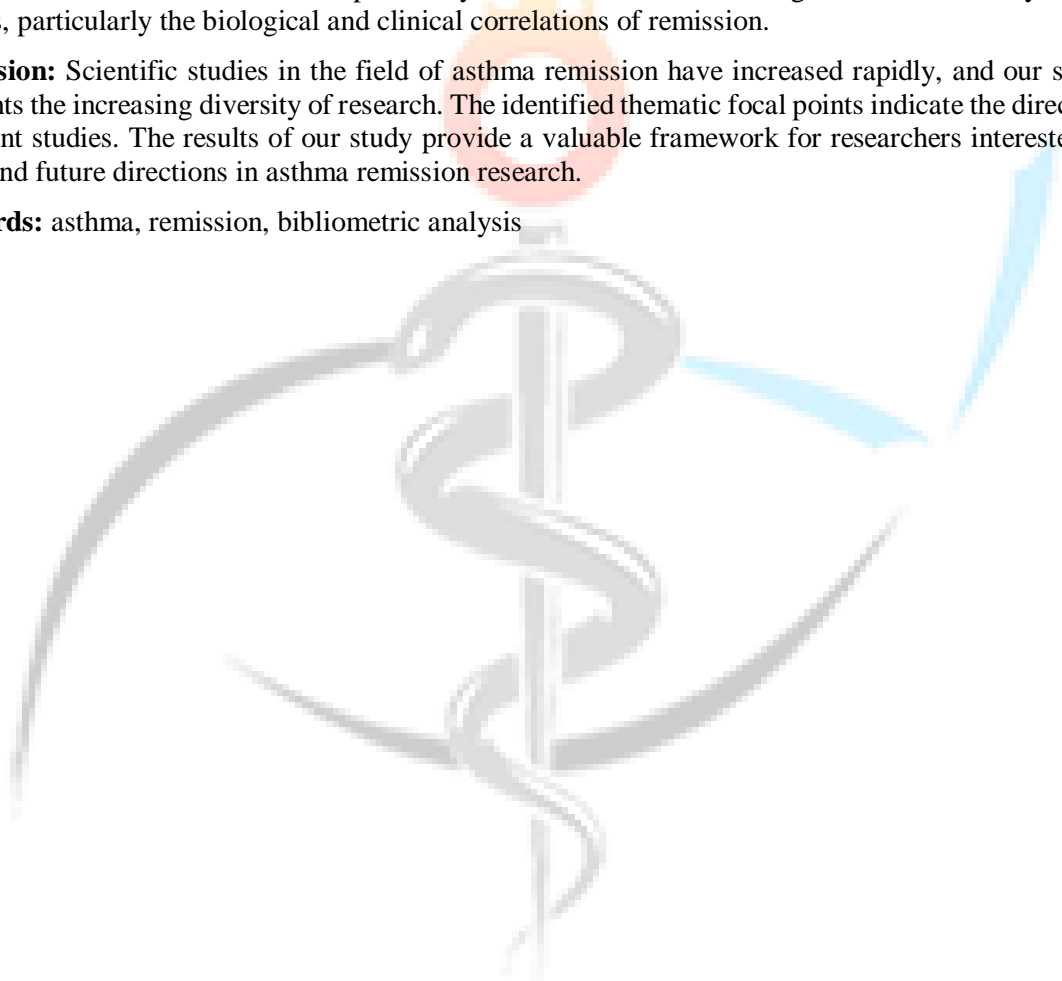 , particularly the biological and clinical correlations of remission.
sion: Scientific studies in the field of asthma remission have increased rapidly, and our s
nts the increasing diversity of research. The identified thematic focal points indicate the direc
nt studies. The results of our study provide a valuable framework for researchers intereste
nd future directions in asthma remission research.
rds: asthma, remission, bibliometric analysis